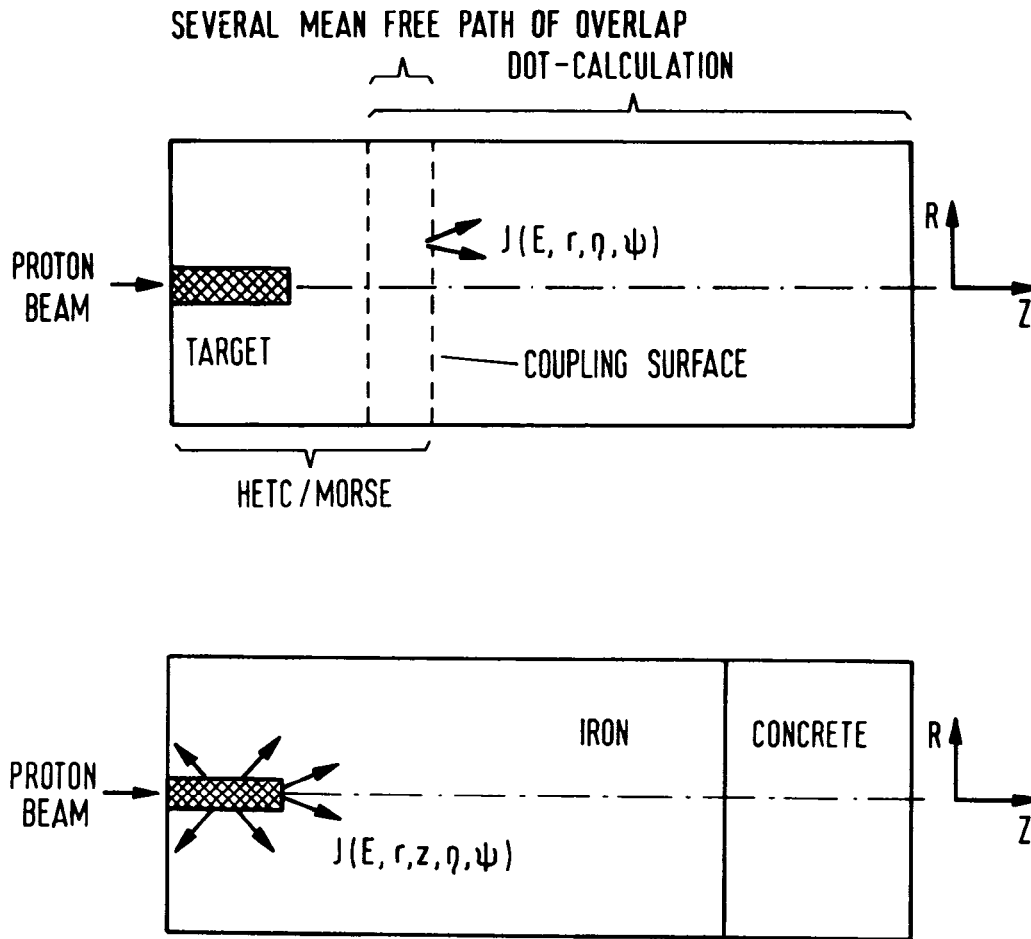 SEVERAL MEAN FREE PATH OF OVERLAP
DOT-CALCULATION
J(E, r, η, ψ)
R
PROTON
BEAM
Z
TARGET
COUPLING SURFACE
HETC/MORSE
IRON
CONCRETE
R
PROTON
BEAM
Z
J(E, r,z, η, ψ)